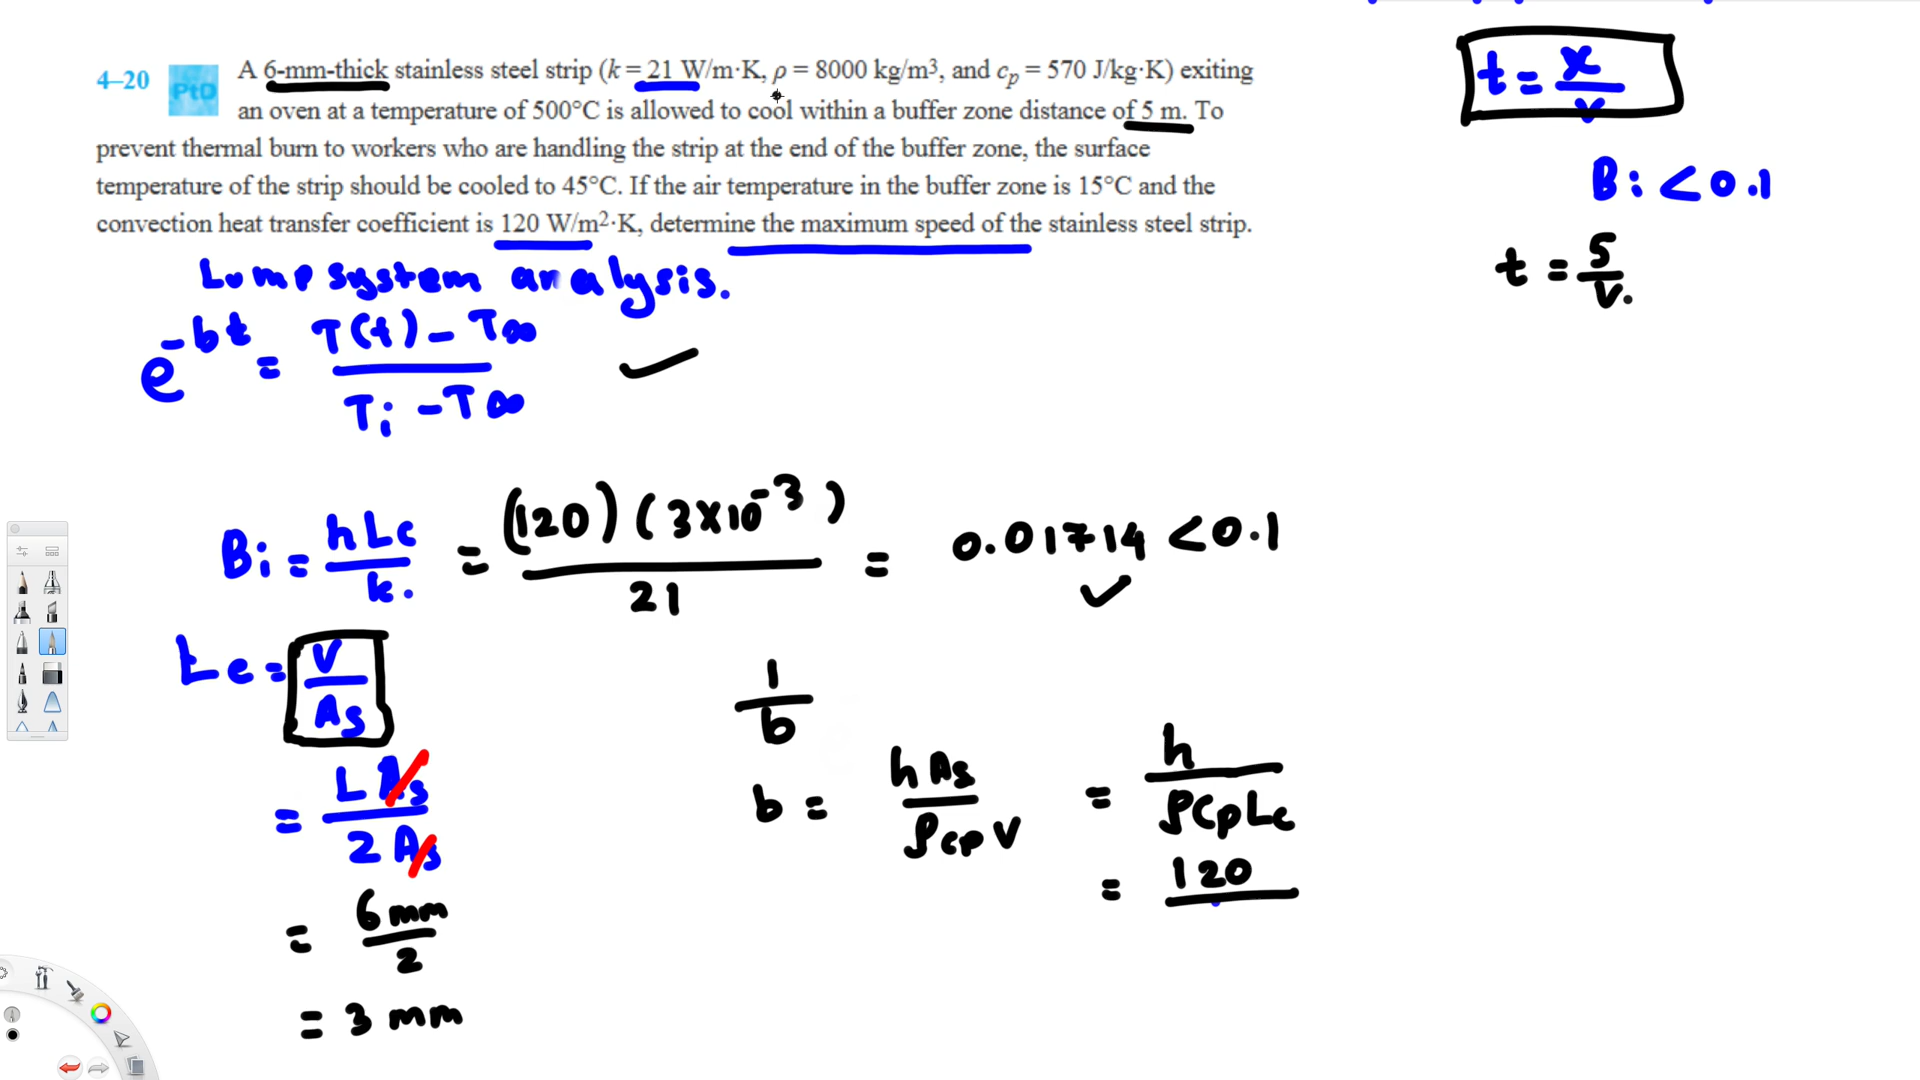 4–20 PtD A 6-mm-thick stainless steel strip (k = 21 W/m·K, ρ = 8000 kg/m³, and cₚ = 570 J/kg·K) exiting
an oven at a temperature of 500°C is allowed to cool within a buffer zone distance of 5 m. To
prevent thermal burn to workers who are handling the strip at the end of the buffer zone, the surface
temperature of the strip should be cooled to 45°C. If the air temperature in the buffer zone is 15°C and the
convection heat transfer coefficient is 120 W/m²·K, determine the maximum speed of the stainless steel strip.
t = x/v
Bi < 0.1
t = 5/v.
Lump system analysis.
e^-bt = (T(t) - T∞)/(Ti - T∞)
Bi = hLc/k. = (120)(3×10^-3)/21 = 0.01714 < 0.1
Lc = V/As
= L As/2 As
= 6mm/2
= 3 mm
1/b
b = hAs/ρcpV = h/ρcpLc
= 120